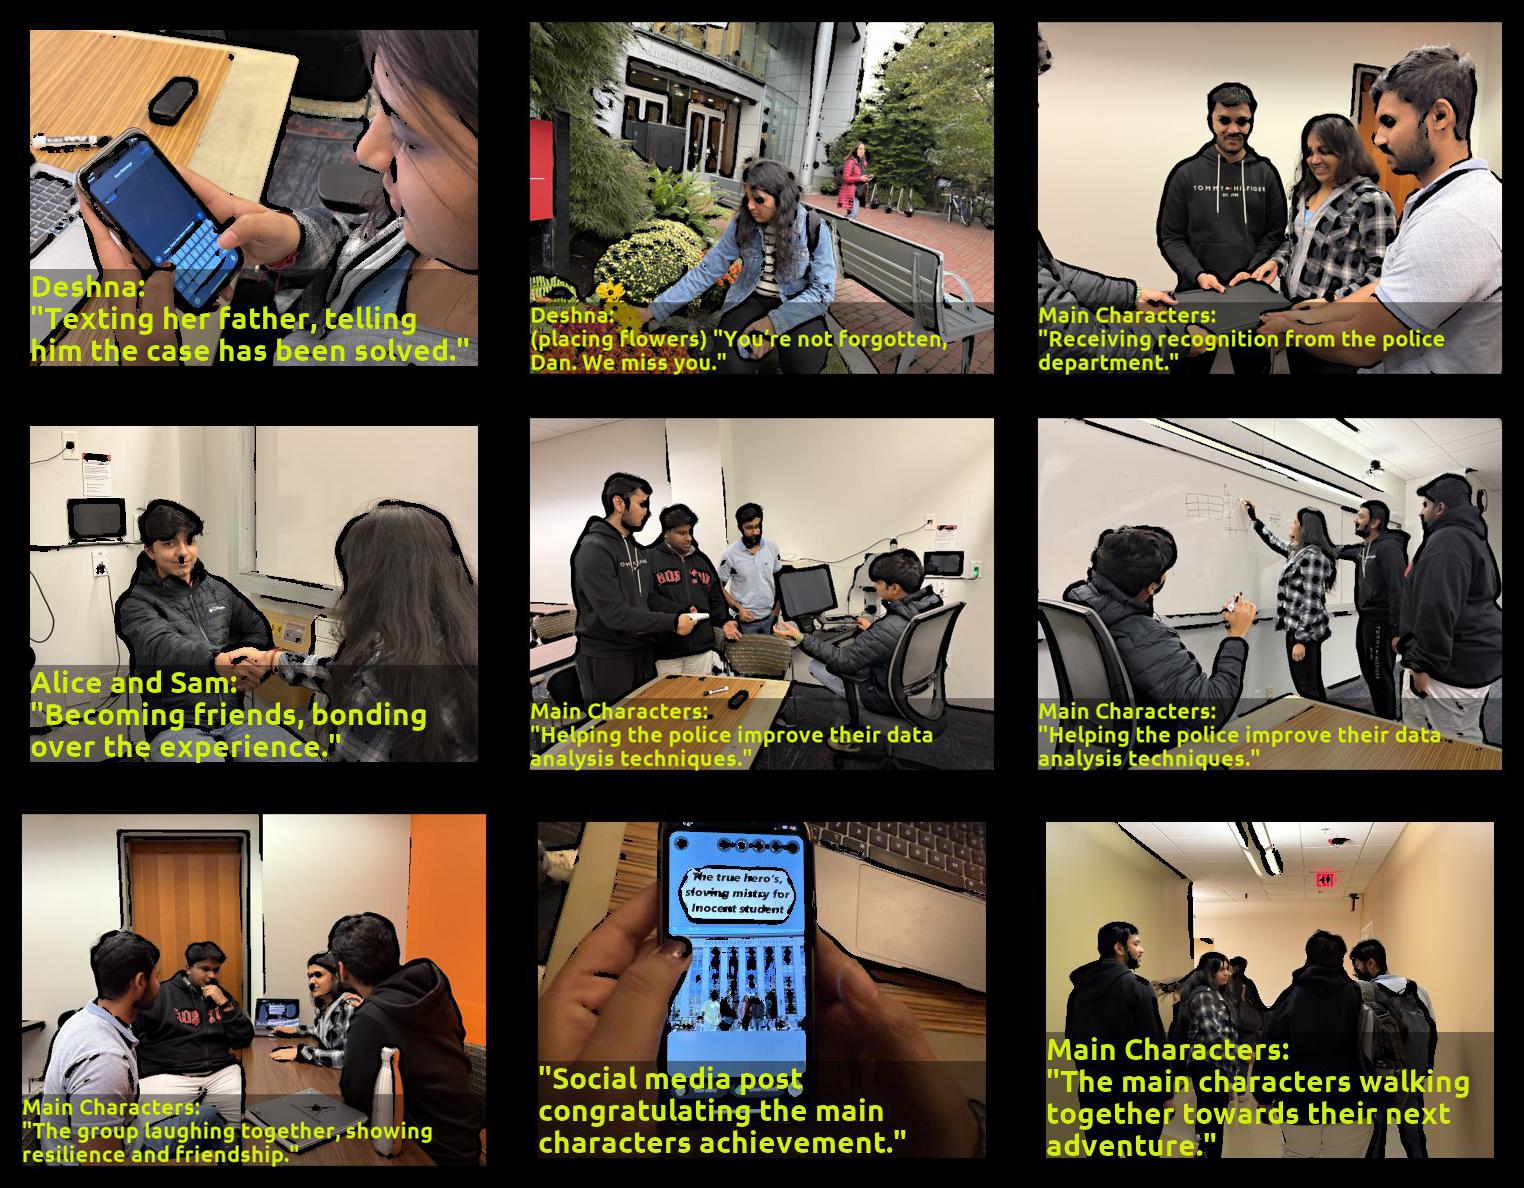 Deshna:
"Texting her father, telling
him the case has been solved."
Deshna:
(placing flowers) "You're not forgotten,
Dan. We miss you."
TOMMY HILFIGER
Main Characters:
"Receiving recognition from the police
department."
Alice and Sam:
"Becoming friends, bonding
over the experience."
Main Characters:
"Helping the police improve their data
analysis techniques."
Main Characters:
"Helping the police improve their data
analysis techniques."
Main Characters:
"The group laughing together, showing
resilience and friendship."
The true hero's,
sloving mistry for
Inocent student
"Social media post
congratulating the main
characters achievement."
EXIT
Main Characters:
"The main characters walking
together towards their next
adventure."